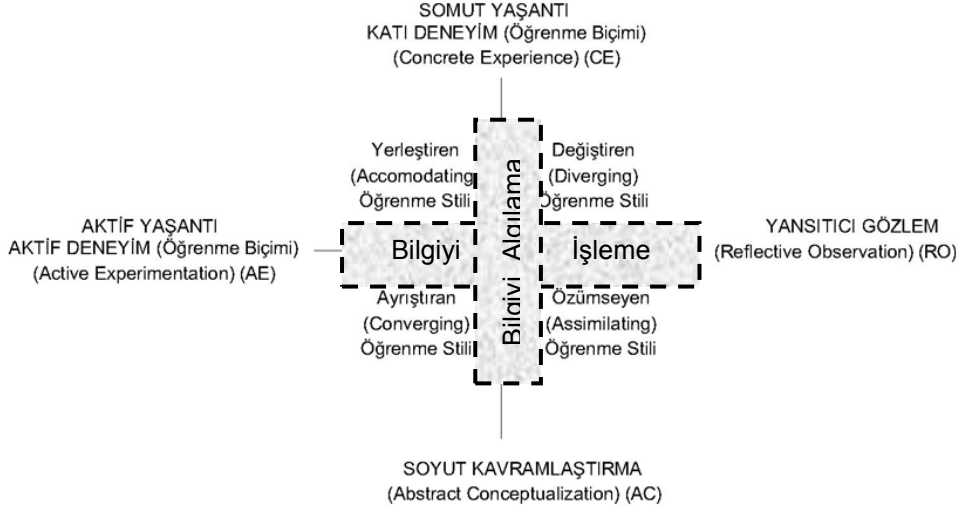 SOMUT YAŞANTI
KATI DENEYİM (Öğrenme Biçimi)
(Concrete Experience) (CE)
Yerleştiren
(Accomodating)
Öğrenme Stili
Değiştiren
(Diverging)
Öğrenme Stili
AKTİF YAŞANTI
AKTİF DENEYİM (Öğrenme Biçimi)
(Active Experimentation) (AE)
Bilgiyi İşleme
Bilgiyi Algılama
YANSITICI GÖZLEM
(Reflective Observation) (RO)
Ayrıştıran
(Converging)
Öğrenme Stili
Özümseyen
(Assimilating)
Öğrenme Stili
SOYUT KAVRAMLAŞTIRMA
(Abstract Conceptualization) (AC)